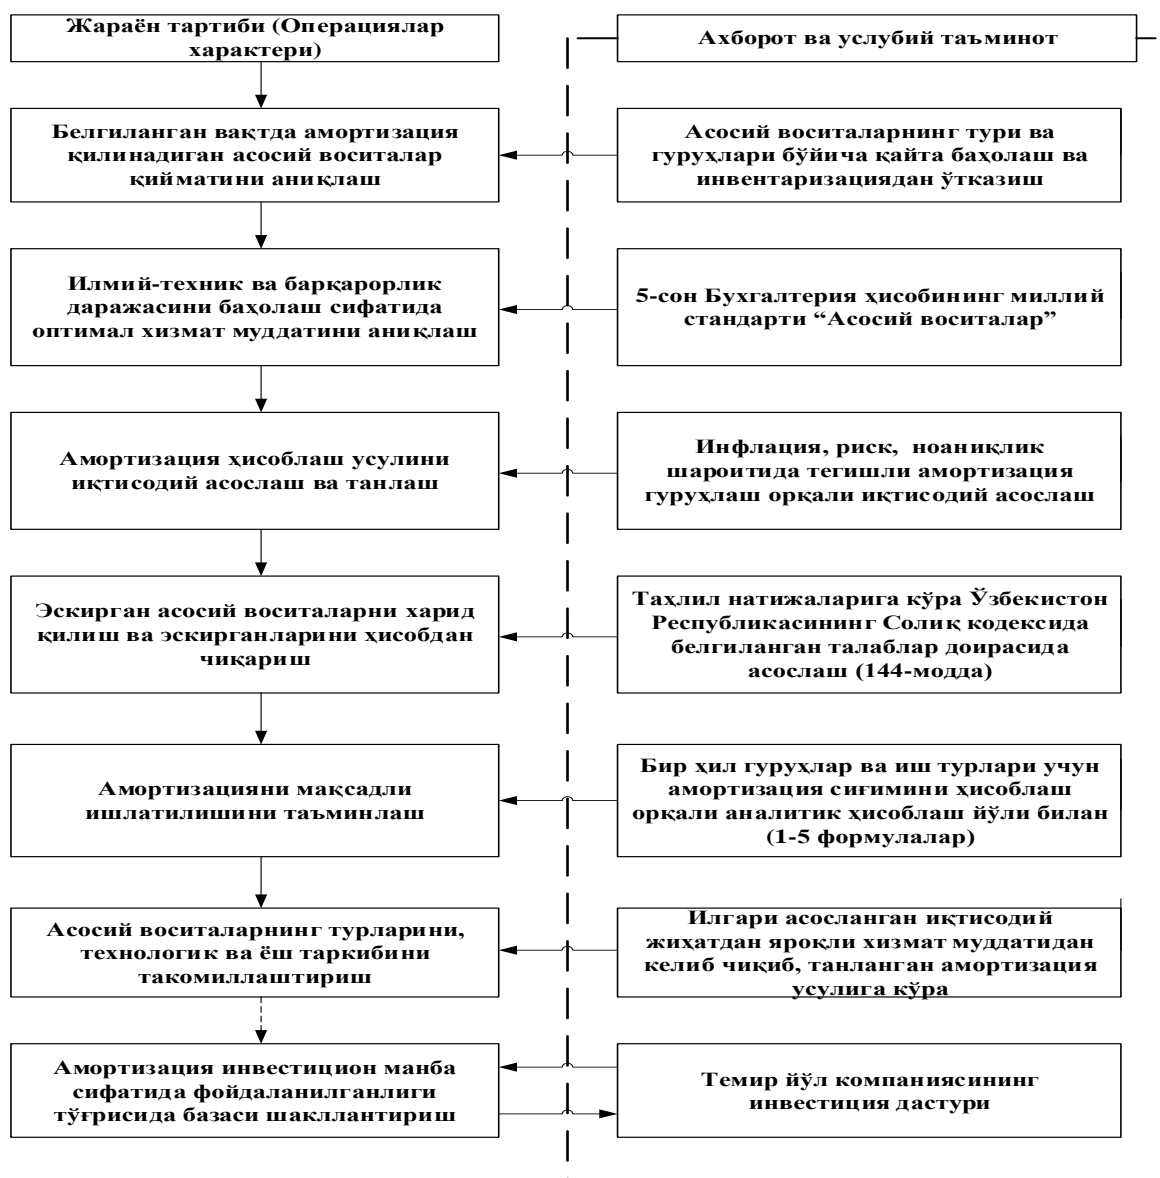 Жараён тартиби (Операциялар
характери)
Ахборот ва услубий таъминот
Белгиланган вақтда амортизация
қилинадиган асосий воситалар
қийматини аниқлаш
Асосий воситаларнинг тури ва
гуруҳлари бўйича қайта баҳолаш ва
инвентаризациядан ўтказиш
Илмий-техник ва барқарорлик
даражасини баҳолаш сифатида
оптимал хизмат муддатини аниқлаш
5-сон Бухгалтерия ҳисобининг миллий
стандарти “Асосий воситалар”
Амортизация ҳисоблаш усулини
иқтисодий асослаш ва танлаш
Инфлация, риск, ноаниқлик
шароитида тегишли амортизация
гуруҳлаш орқали иқтисодий асослаш
Эскирган асосий воситаларни харид
қилиш ва эскирганларини ҳисобдан
чиқариш
Таҳлил натижаларига кўра Ўзбекистон
Республикасининг Солиқ кодексида
белгиланган талаблар доирасида
асослаш (144-модда)
Амортизацияни мақсадли
ишлатилишини таъминлаш
Бир ҳил гуруҳлар ва иш турлари учун
амортизация сиғимини ҳисоблаш
орқали аналитик ҳисоблаш йўли билан
(1-5 формулалар)
Асосий воситаларнинг турларини,
технологик ва ёш таркибини
такомиллаштириш
Илгари асосланган иқтисодий
жиҳатдан яроқли хизмат муддатидан
келиб чиқиб, танланган амортизация
усулига кўра
Амортизация инвестицион манба
сифатида фойдаланилганлиги
тўғрисида базаси шакллантириш
Темир йўл компаниясининг
инвестиция дастури